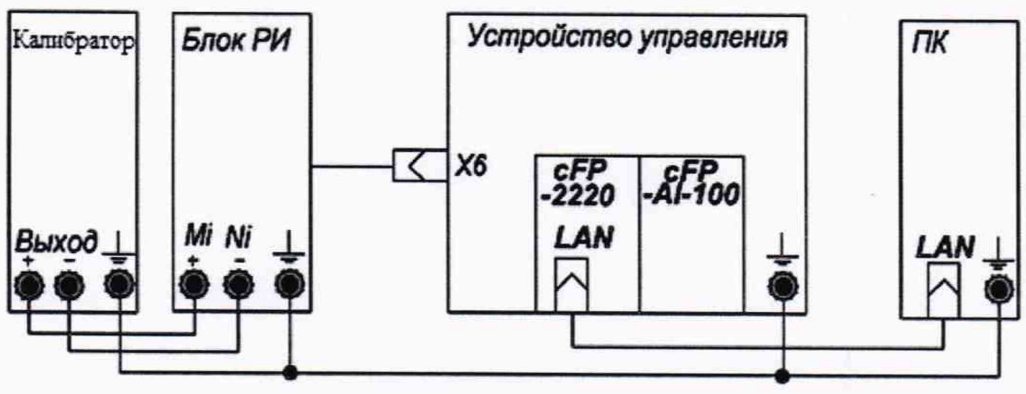 Калибратор
Блок РИ
Устройство управления
ПК
X6
cFP
-2220
cFP
-AI-100
LAN
LAN
Выход
+ -
Mi Ni
+ -